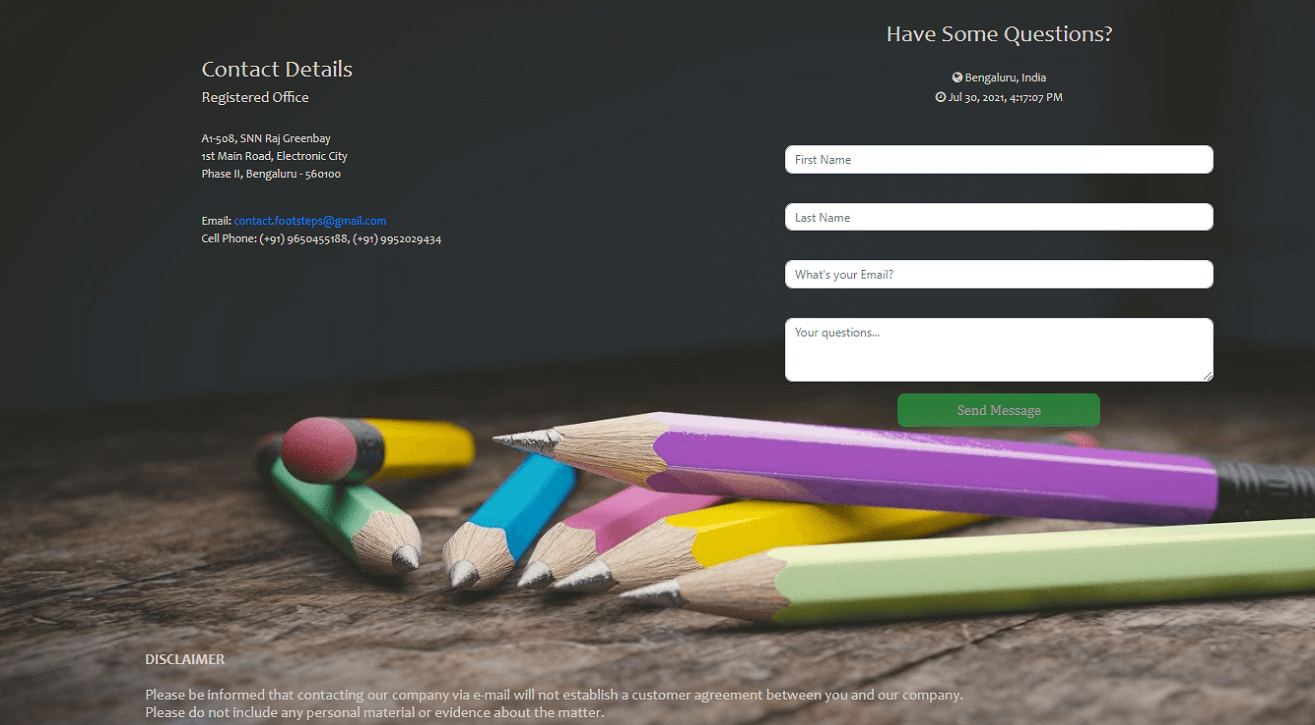 Contact Details
Registered Office
A1-508, SNN Raj Greenbay
1st Main Road, Electronic City
Phase II, Bengaluru - 560100
Email: contact.footsteps@gmail.com
Cell Phone: (+91) 9650455188, (+91) 9952029434
Have Some Questions?
Bengaluru, India
Jul 30, 2021, 4:17:07 PM
First Name
Last Name
What's your Email?
Your questions...
Send Message
DISCLAIMER
Please be informed that contacting our company via e-mail will not establish a customer agreement between you and our company.
Please do not include any personal material or evidence about the matter.